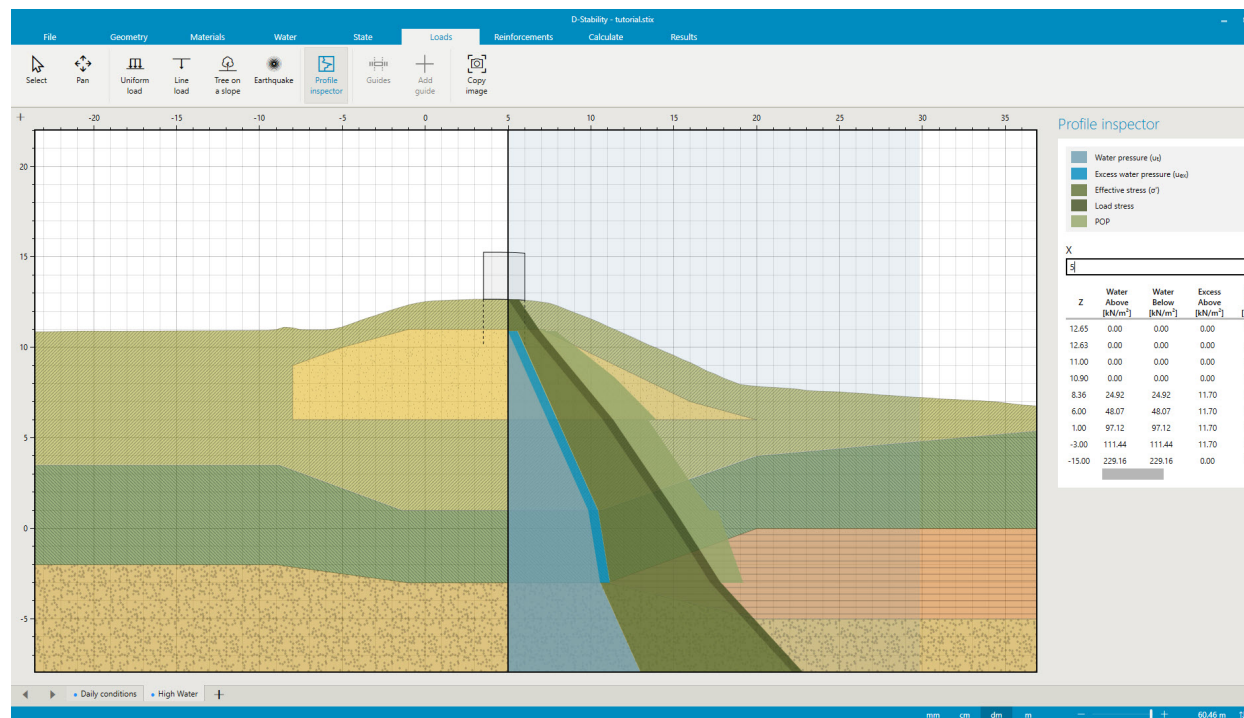 D-Stability - tutorial.stix
File Geometry Materials Water State Loads Reinforcements Calculate Results
Select Pan Uniform load Line load Tree on a slope Earthquake Profile inspector Guides Add guide Copy image
-20 -15 -10 -5 0 5 10 15 20 25 30 35
20
15
10
5
0
-5
Profile inspector
Water pressure (ut)
Excess water pressure (uex)
Effective stress (σ')
Load stress
POP
X
5
Z Water Above [kN/m²] Water Below [kN/m²] Excess Above [kN/m²] [
12.65 0.00 0.00 0.00
12.63 0.00 0.00 0.00
11.00 0.00 0.00 0.00
10.90 0.00 0.00 0.00
8.36 24.92 24.92 11.70
6.00 48.07 48.07 11.70
1.00 97.12 97.12 11.70
-3.00 111.44 111.44 11.70
-15.00 229.16 229.16 0.00
Daily conditions High Water
mm cm dm m 60.46 m